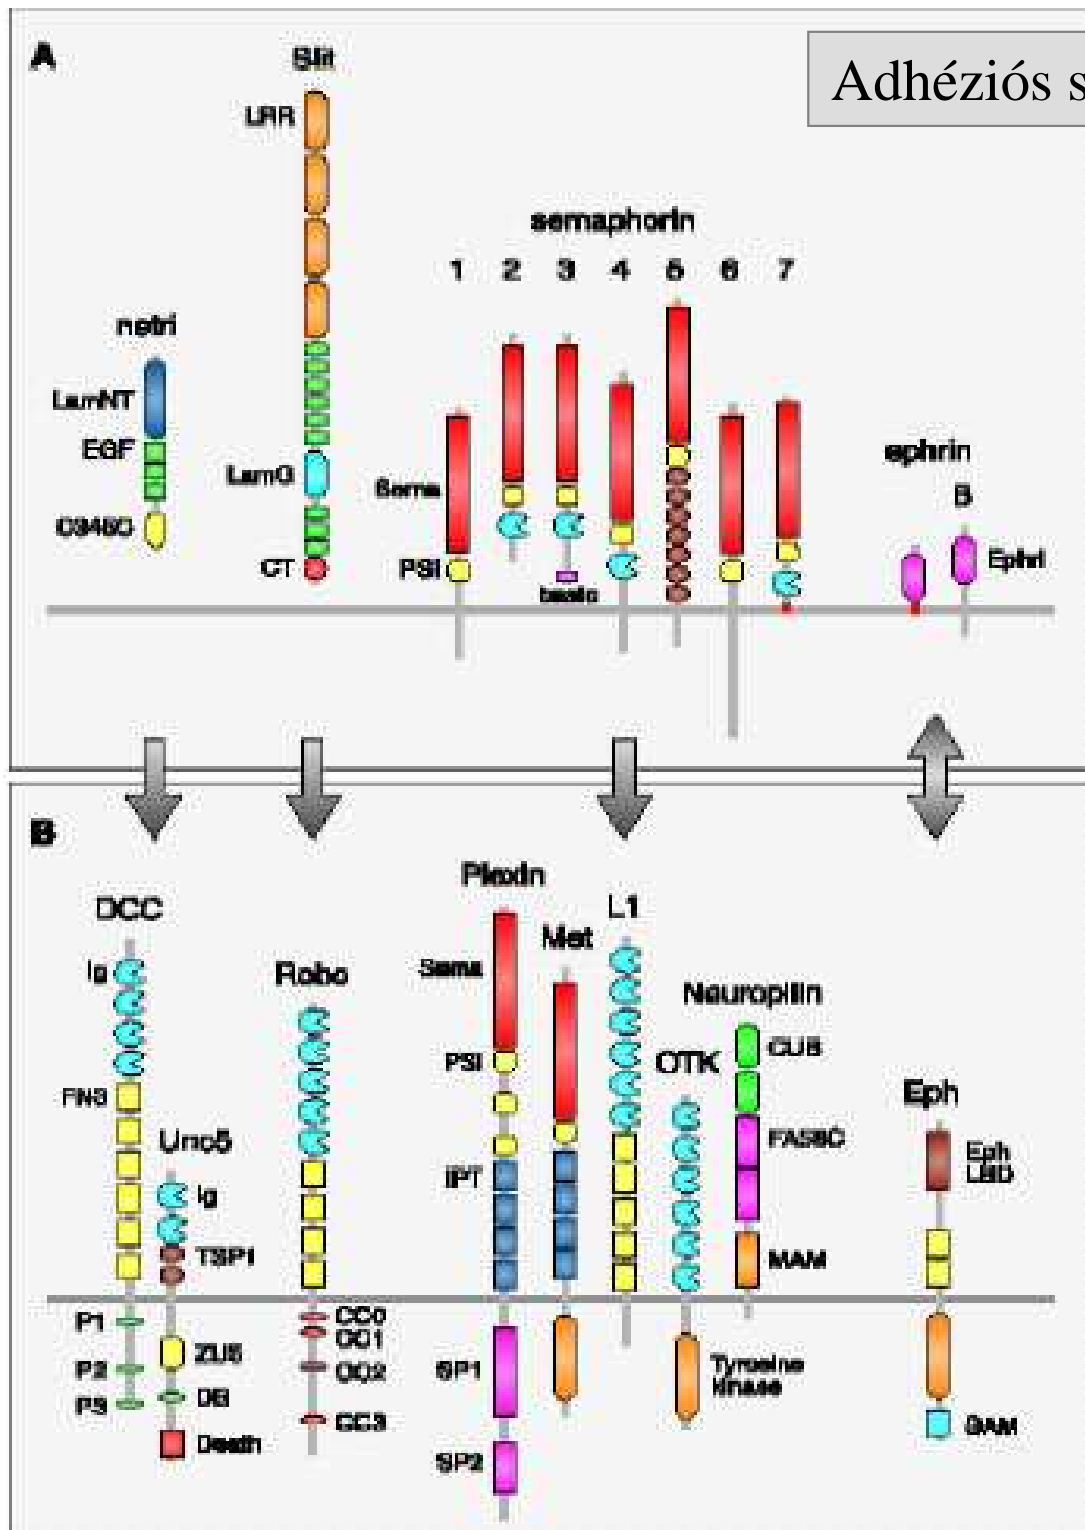 A
Slit
Adhéziós s
LRR
semaphorin
1 2 3 4 5 6 7
netri
LamNT
EGF
ephrin
B
LamG
Sema
C345C
Ephri
CT
PSI
basic
B
Plexin
DCC
L1
Met
Ig
Sema
Robo
Neuropilin
CUB
PSI
OTK
FN3
Eph
Unc5
FA58C
Eph
LBD
IPT
Ig
TSP1
MAM
P1
CC0
CC1
ZU5
P2
CC2
SP1
Tyrosine
kinase
DB
P3
CC3
SAM
Death
SP2